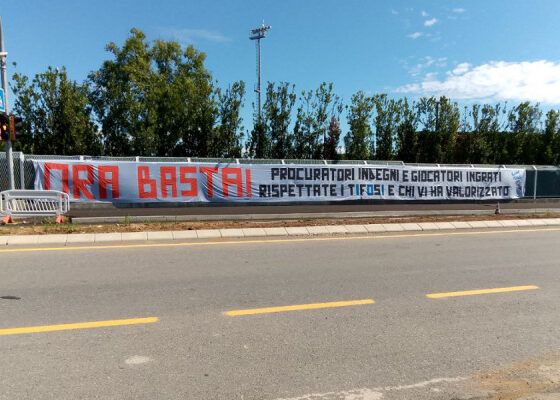 ORA BASTA!
PROCURATORI INDEGNI E GIOCATORI INGRATI
RISPETTATE I TIFOSI E CHI VI HA VALORIZZATO